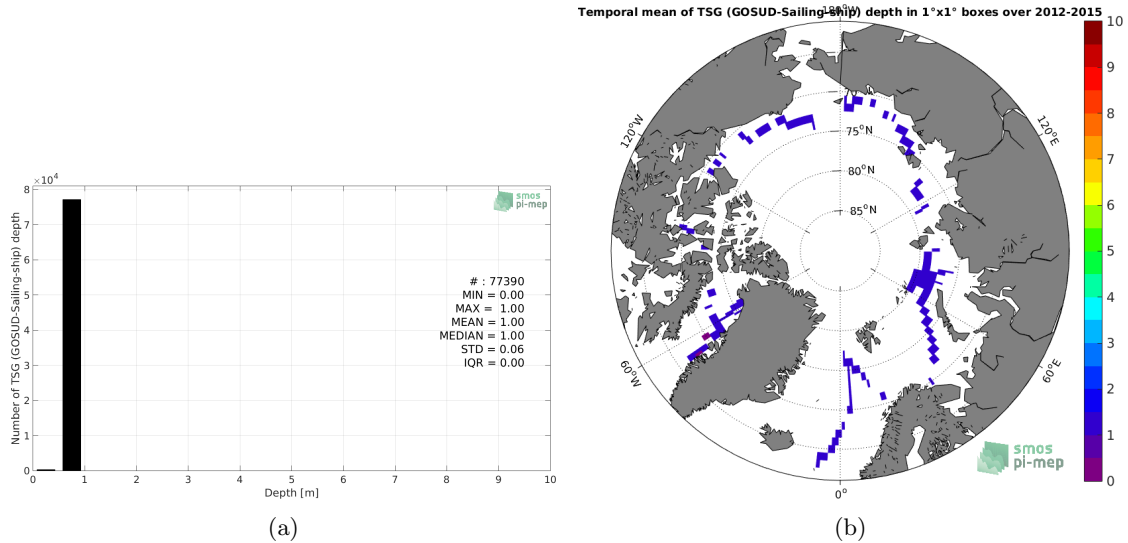 Temporal mean of TSG (GOSUD-Sailing-ship) depth in 1°x1° boxes over 2012-2015
×10⁴
8
7
6
5
4
3
2
1
0
Number of TSG (GOSUD-Sailing-ship) depth
smos
pi-mep
# : 77390
MIN = 0.00
MAX = 1.00
MEAN = 1.00
MEDIAN = 1.00
STD = 0.06
IQR = 0.00
0 1 2 3 4 5 6 7 8 9 10
Depth [m]
(a)
180°W
120°W
120°E
75°N
80°N
85°N
60°W
60°E
0°
smos
pi-mep
10
9
8
7
6
5
4
3
2
1
0
(b)